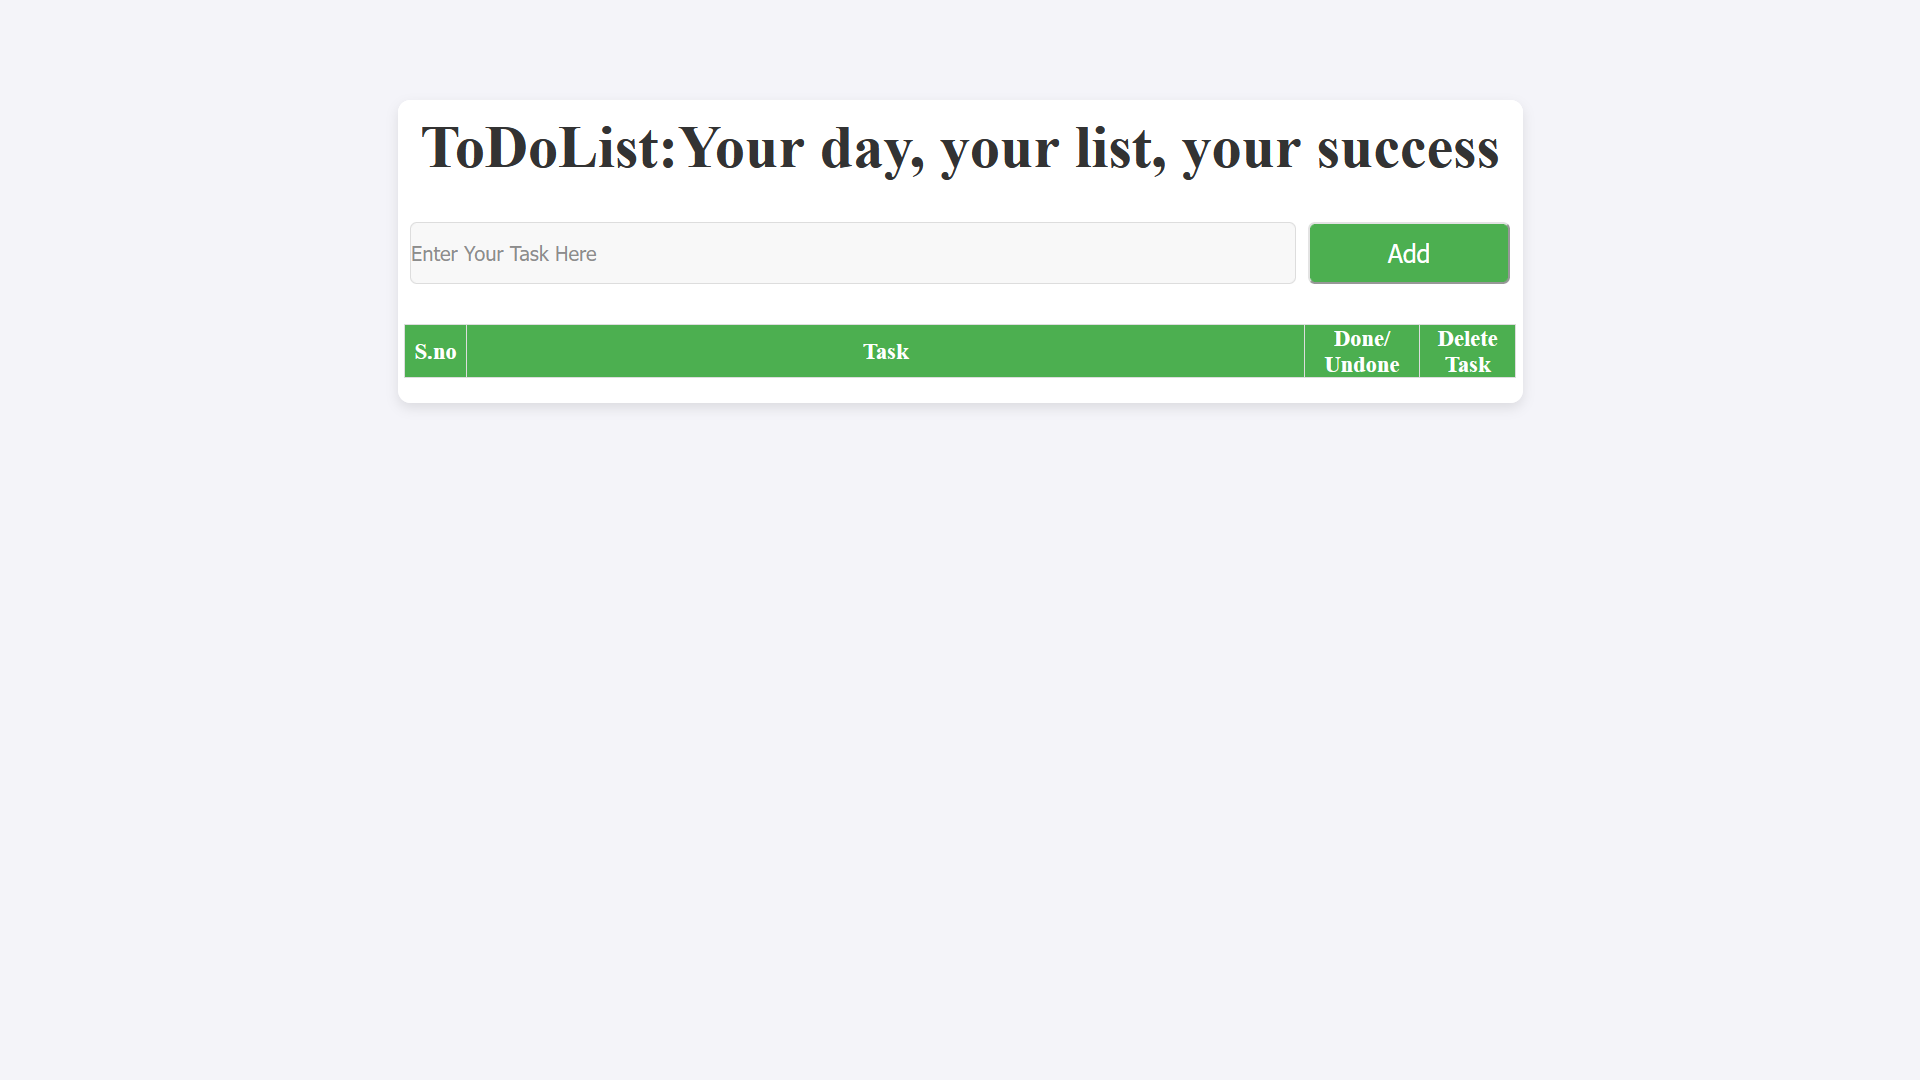 ToDoList:Your day, your list, your success
Enter Your Task Here
Add
S.no
Task
Done/
Undone
Delete
Task